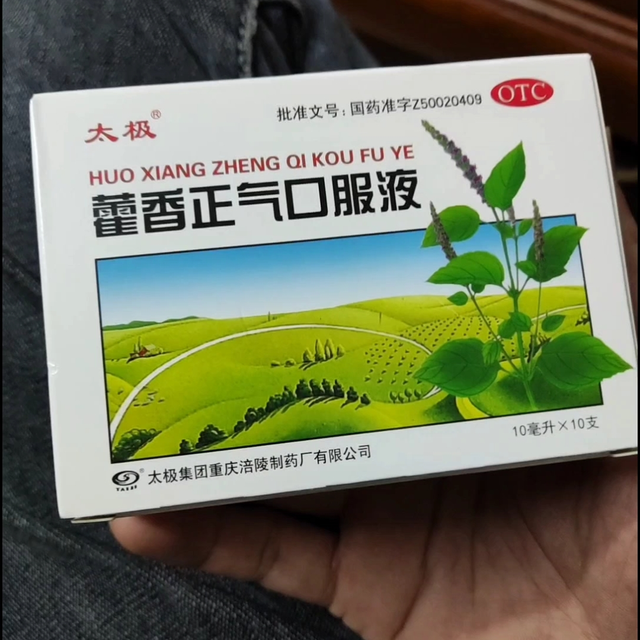 批准文号:国药准字Z50020409
OTC
太极®
HUO XIANG ZHENG QI KOU FU YE
藿香正气口服液
10毫升×10支
TAIJI
太极集团重庆涪陵制药厂有限公司